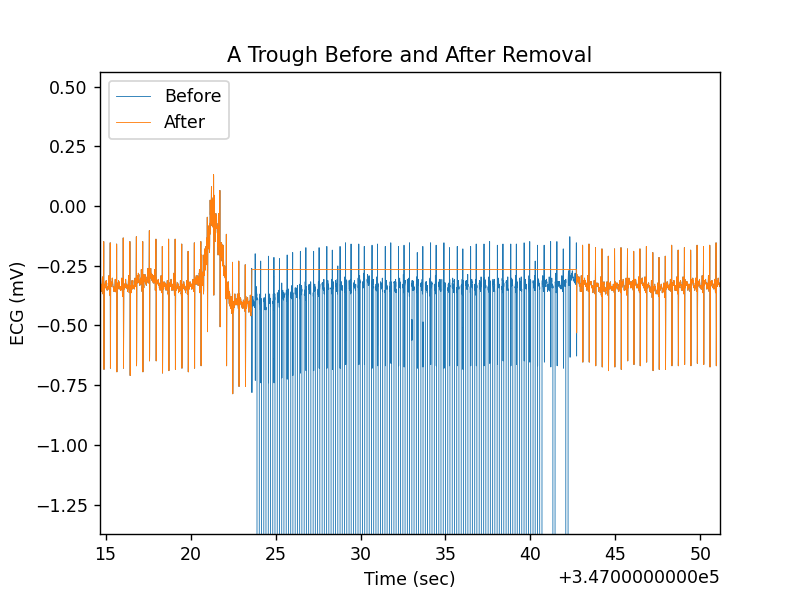 A Trough Before and After Removal
Before
After
0.50
0.25
0.00
−0.25
−0.50
−0.75
−1.00
−1.25
ECG (mV)
15 20 25 30 35 40 45 50
Time (sec)
+3.4700000000e5